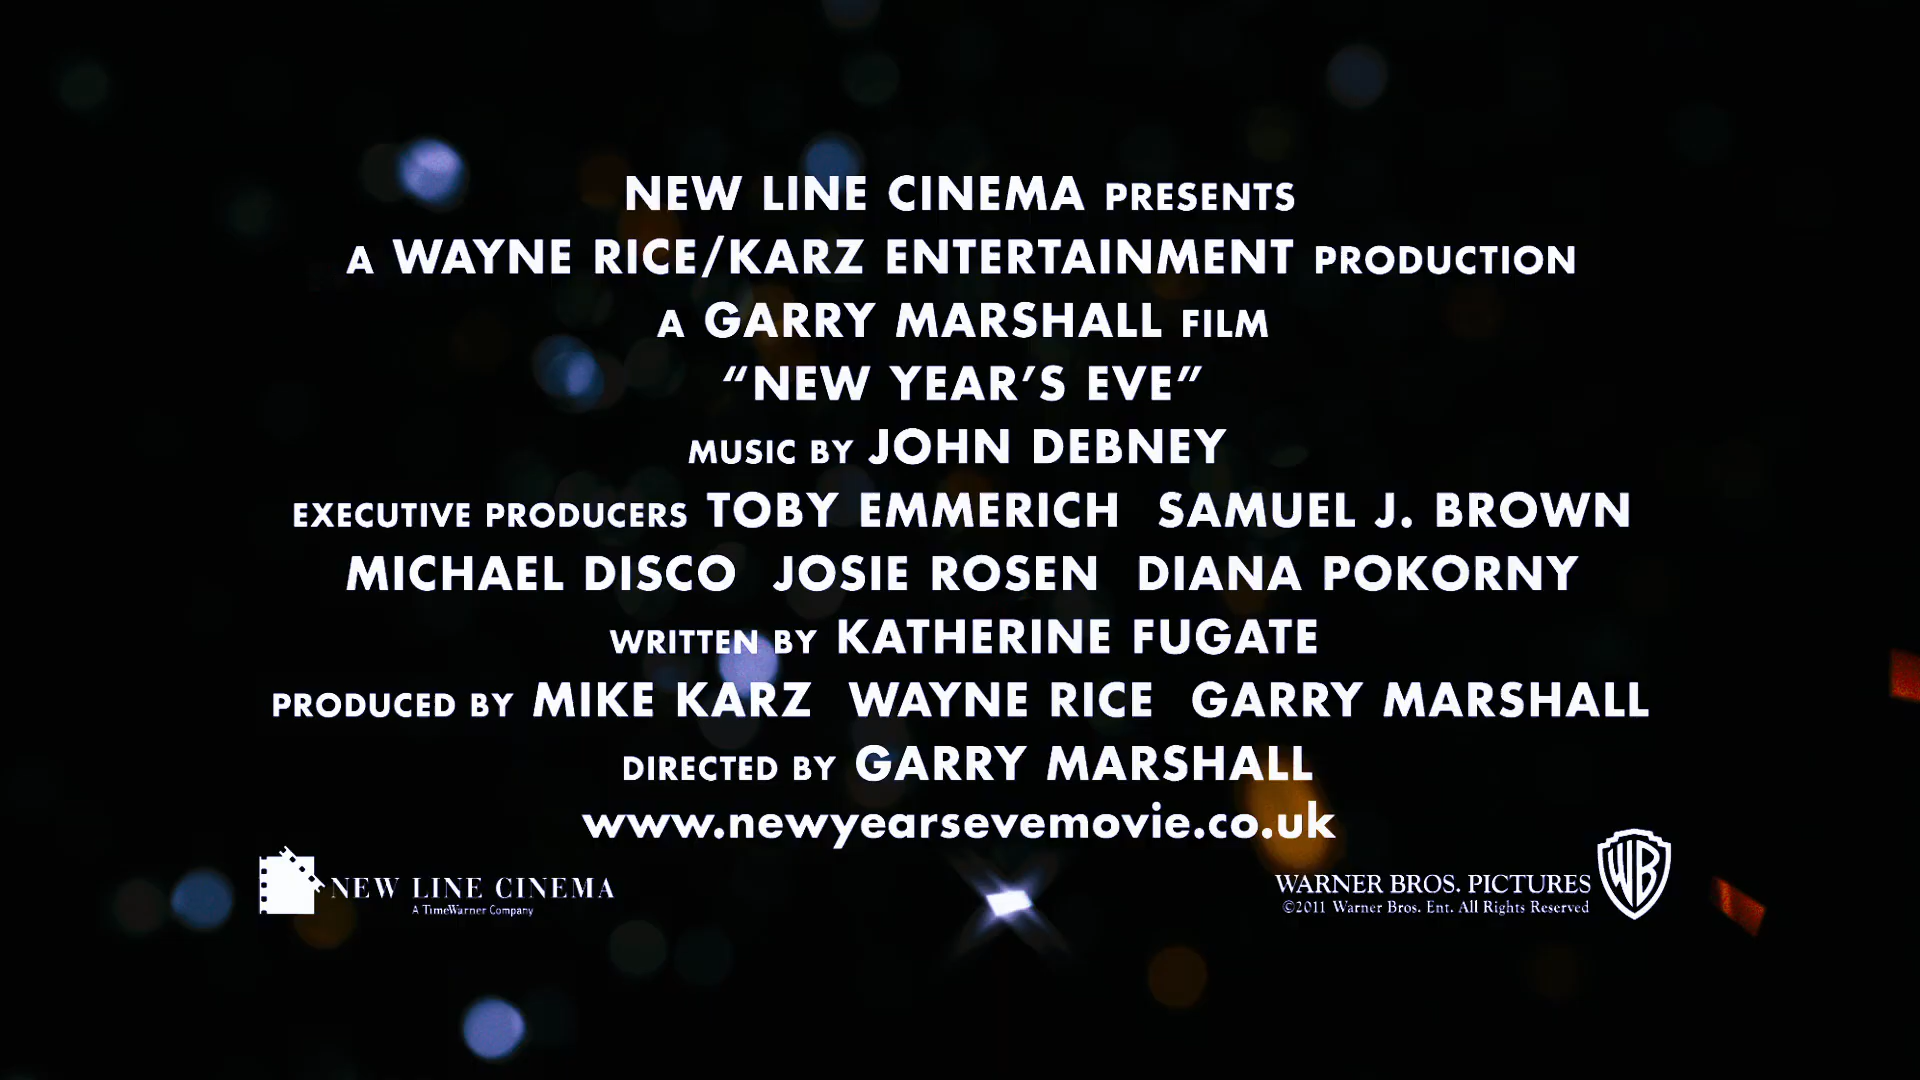 NEW LINE CINEMA PRESENTS
A WAYNE RICE/KARZ ENTERTAINMENT PRODUCTION
A GARRY MARSHALL FILM
“NEW YEAR’S EVE”
MUSIC BY JOHN DEBNEY
EXECUTIVE PRODUCERS TOBY EMMERICH SAMUEL J. BROWN
MICHAEL DISCO JOSIE ROSEN DIANA POKORNY
WRITTEN BY KATHERINE FUGATE
PRODUCED BY MIKE KARZ WAYNE RICE GARRY MARSHALL
DIRECTED BY GARRY MARSHALL
www.newyearsevemovie.co.uk
NEW LINE CINEMA
A TimeWarner Company
WARNER BROS. PICTURES
©2011 Warner Bros. Ent. All Rights Reserved
WB